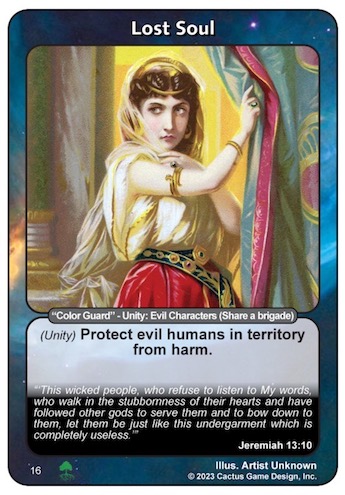 Lost Soul
"Color Guard" - Unity: Evil Characters (Share a brigade)
(Unity) Protect evil humans in territory
from harm.
"'This wicked people, who refuse to listen to My words,
who walk in the stubbornness of their hearts and have
followed other gods to serve them and to bow down to
them, let them be just like this undergarment which is
completely useless.'"
Jeremiah 13:10
Illus. Artist Unknown
16
© 2023 Cactus Game Design, Inc.